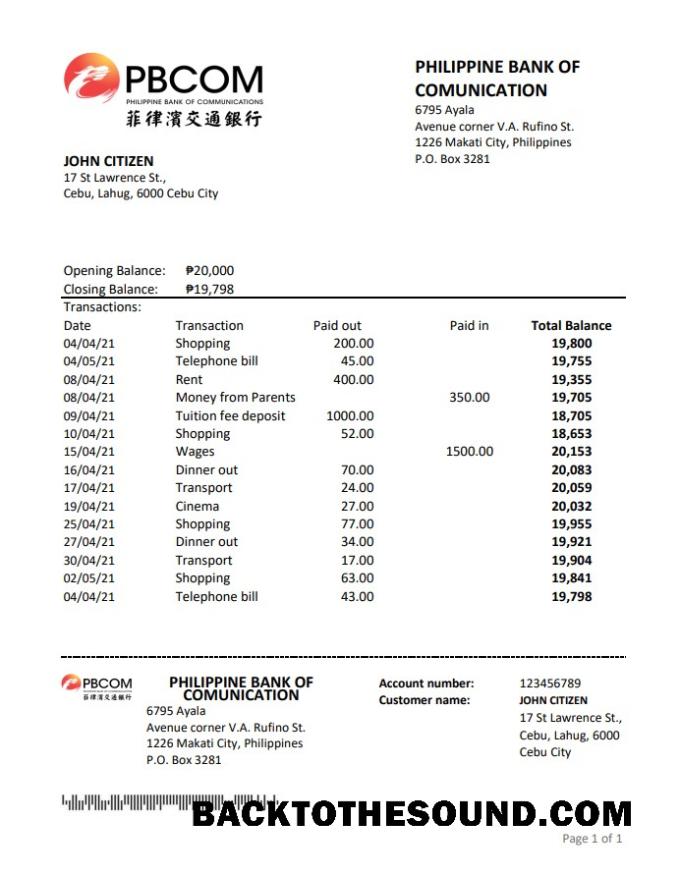 PBCOM
PHILIPPINE BANK OF COMMUNICATIONS
菲律濱交通銀行
PHILIPPINE BANK OF
COMUNICATION
6795 Ayala
Avenue corner V.A. Rufino St.
1226 Makati City, Philippines
P.O. Box 3281
JOHN CITIZEN
17 St Lawrence St.,
Cebu, Lahug, 6000 Cebu City
Opening Balance: ₱20,000
Closing Balance: ₱19,798
Transactions:
Date Transaction Paid out Paid in Total Balance
04/04/21 Shopping 200.00 19,800
04/05/21 Telephone bill 45.00 19,755
08/04/21 Rent 400.00 19,355
08/04/21 Money from Parents 350.00 19,705
09/04/21 Tuition fee deposit 1000.00 18,705
10/04/21 Shopping 52.00 18,653
15/04/21 Wages 1500.00 20,153
16/04/21 Dinner out 70.00 20,083
17/04/21 Transport 24.00 20,059
19/04/21 Cinema 27.00 20,032
25/04/21 Shopping 77.00 19,955
27/04/21 Dinner out 34.00 19,921
30/04/21 Transport 17.00 19,904
02/05/21 Shopping 63.00 19,841
04/04/21 Telephone bill 43.00 19,798
PBCOM
菲律濱交通銀行
PHILIPPINE BANK OF
COMUNICATION
6795 Ayala
Avenue corner V.A. Rufino St.
1226 Makati City, Philippines
P.O. Box 3281
Account number: 123456789
Customer name: JOHN CITIZEN
17 St Lawrence St.,
Cebu, Lahug, 6000
Cebu City
BACKTOTHESOUND.COM
Page 1 of 1